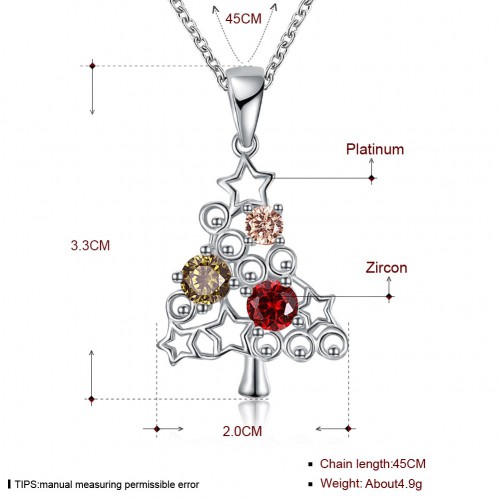 45CM
Platinum
3.3CM
Zircon
2.0CM
Chain length:45CM
Weight: About4.9g
TIPS:manual measuring permissible error